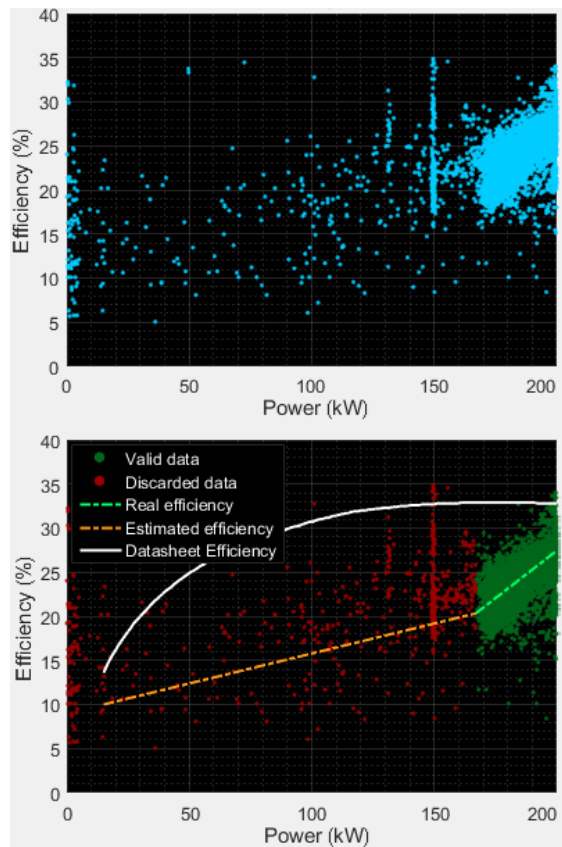 40
35
30
25
20
15
10
5
0
Efficiency (%)
0 50 100 150 200
Power (kW)
40
35
30
25
20
15
10
5
0
Efficiency (%)
Valid data
Discarded data
Real efficiency
Estimated efficiency
Datasheet Efficiency
0 50 100 150 200
Power (kW)